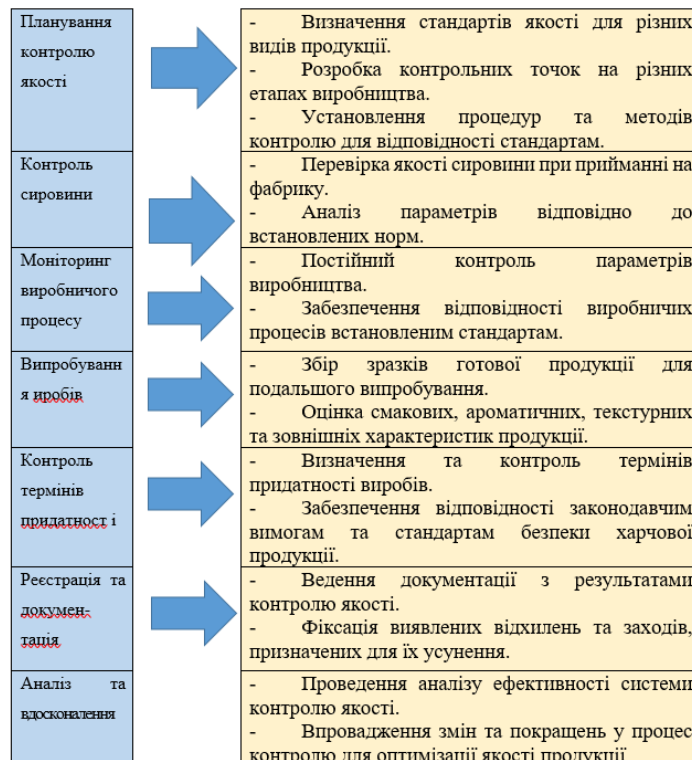 Планування
контролю
якості
- Визначення стандартів якості для різних
видів продукції.
- Розробка контрольних точок на різних
етапах виробництва.
- Установлення процедур та методів
контролю для відповідності стандартам.
Контроль
сировини
- Перевірка якості сировини при прийманні на
фабрику.
- Аналіз параметрів відповідно до
встановлених норм.
Моніторинг
виробничого
процесу
- Постійний контроль параметрів
виробництва.
- Забезпечення відповідності виробничих
процесів встановленим стандартам.
Випробуванн
я иробів
- Збір зразків готової продукції для
подальшого випробування.
- Оцінка смакових, ароматичних, текстурних
та зовнішніх характеристик продукції.
Контроль
термінів
придатност і
- Визначення та контроль термінів
придатності виробів.
- Забезпечення відповідності законодавчим
вимогам та стандартам безпеки харчової
продукції.
Реєстрація та
докумен-
тація
- Ведення документації з результатами
контролю якості.
- Фіксація виявлених відхилень та заходів,
призначених для їх усунення.
Аналіз та
вдосконалення
- Проведення аналізу ефективності системи
контролю якості.
- Впровадження змін та покращень у процес
контролю для оптимізації якості продукції